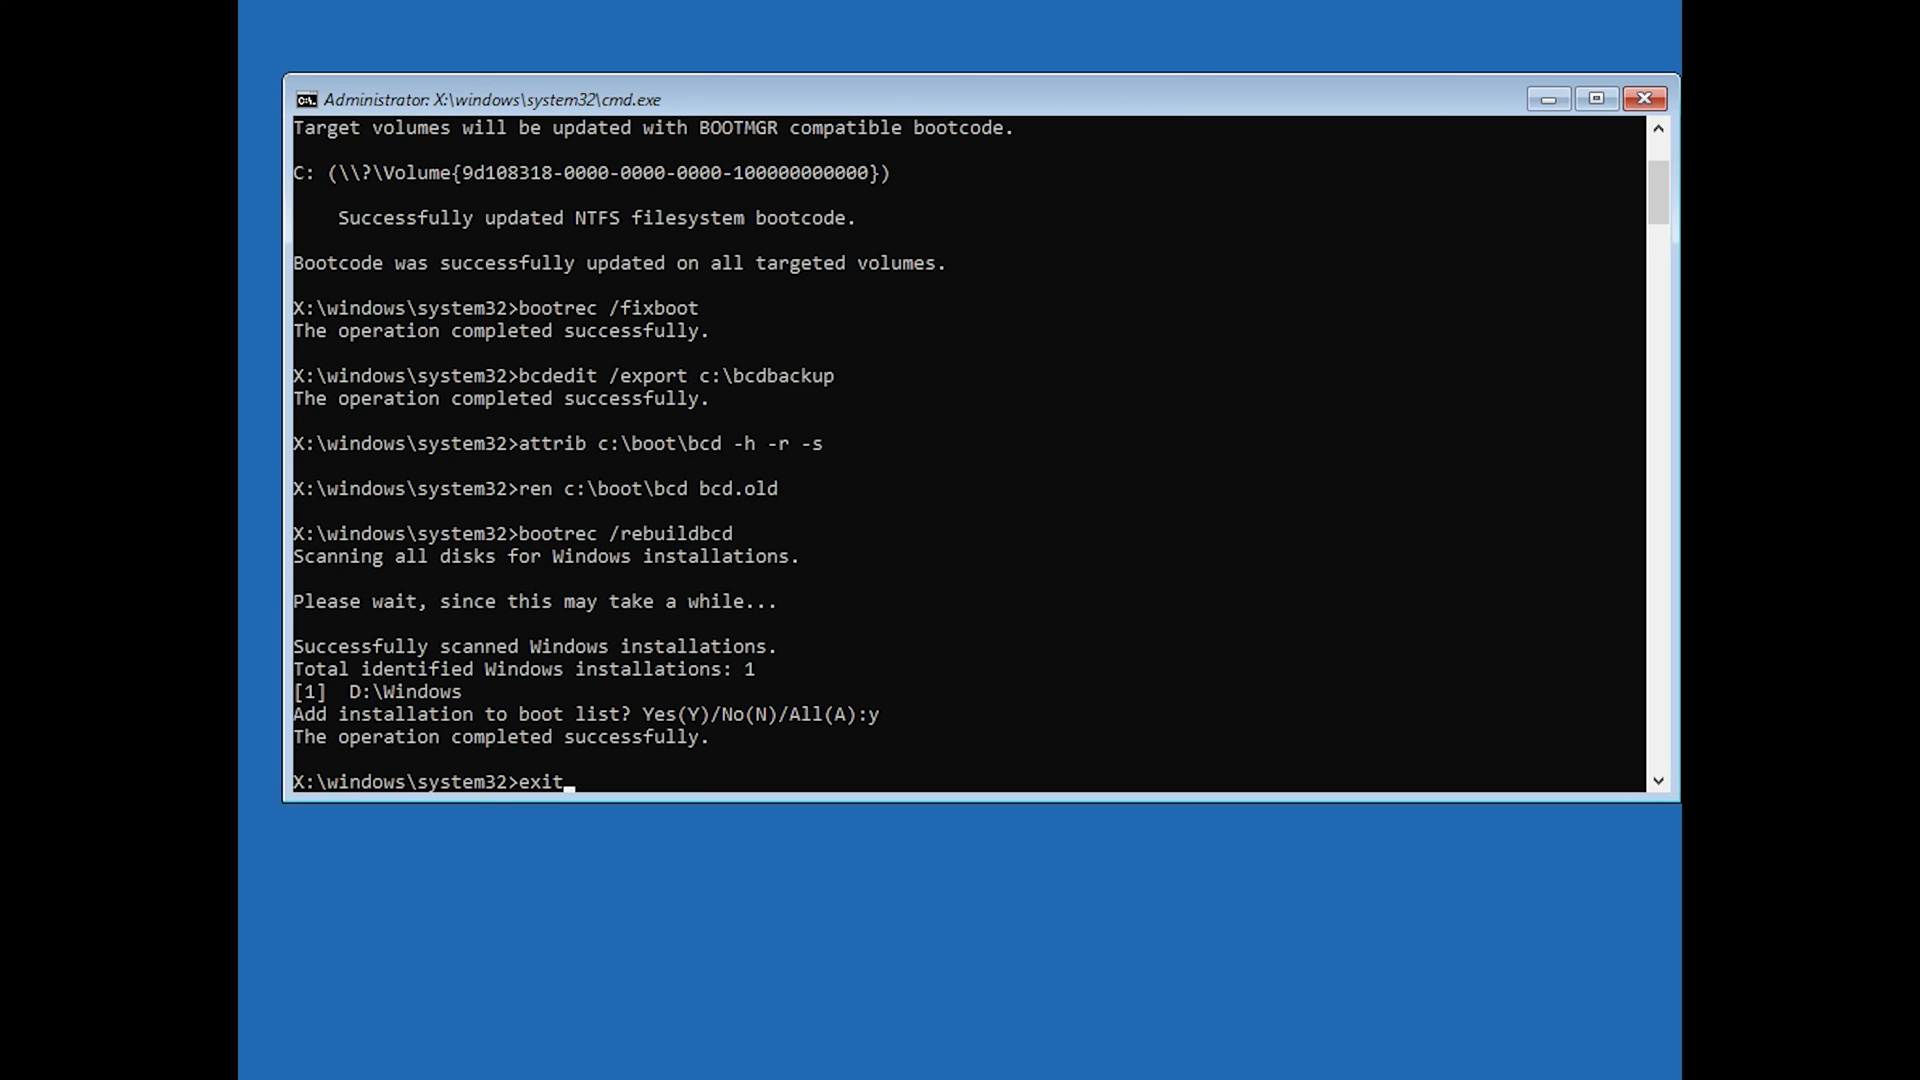 Administrator: X:\windows\system32\cmd.exe
Target volumes will be updated with BOOTMGR compatible bootcode.
C: (\\?\Volume{9d108318-0000-0000-0000-100000000000})
Successfully updated NTFS filesystem bootcode.
Bootcode was successfully updated on all targeted volumes.
X:\windows\system32>bootrec /fixboot
The operation completed successfully.
X:\windows\system32>bcdedit /export c:\bcdbackup
The operation completed successfully.
X:\windows\system32>attrib c:\boot\bcd -h -r -s
X:\windows\system32>ren c:\boot\bcd bcd.old
X:\windows\system32>bootrec /rebuildbcd
Scanning all disks for Windows installations.
Please wait, since this may take a while...
Successfully scanned Windows installations.
Total identified Windows installations: 1
[1]  D:\Windows
Add installation to boot list? Yes(Y)/No(N)/All(A):y
The operation completed successfully.
X:\windows\system32>exit